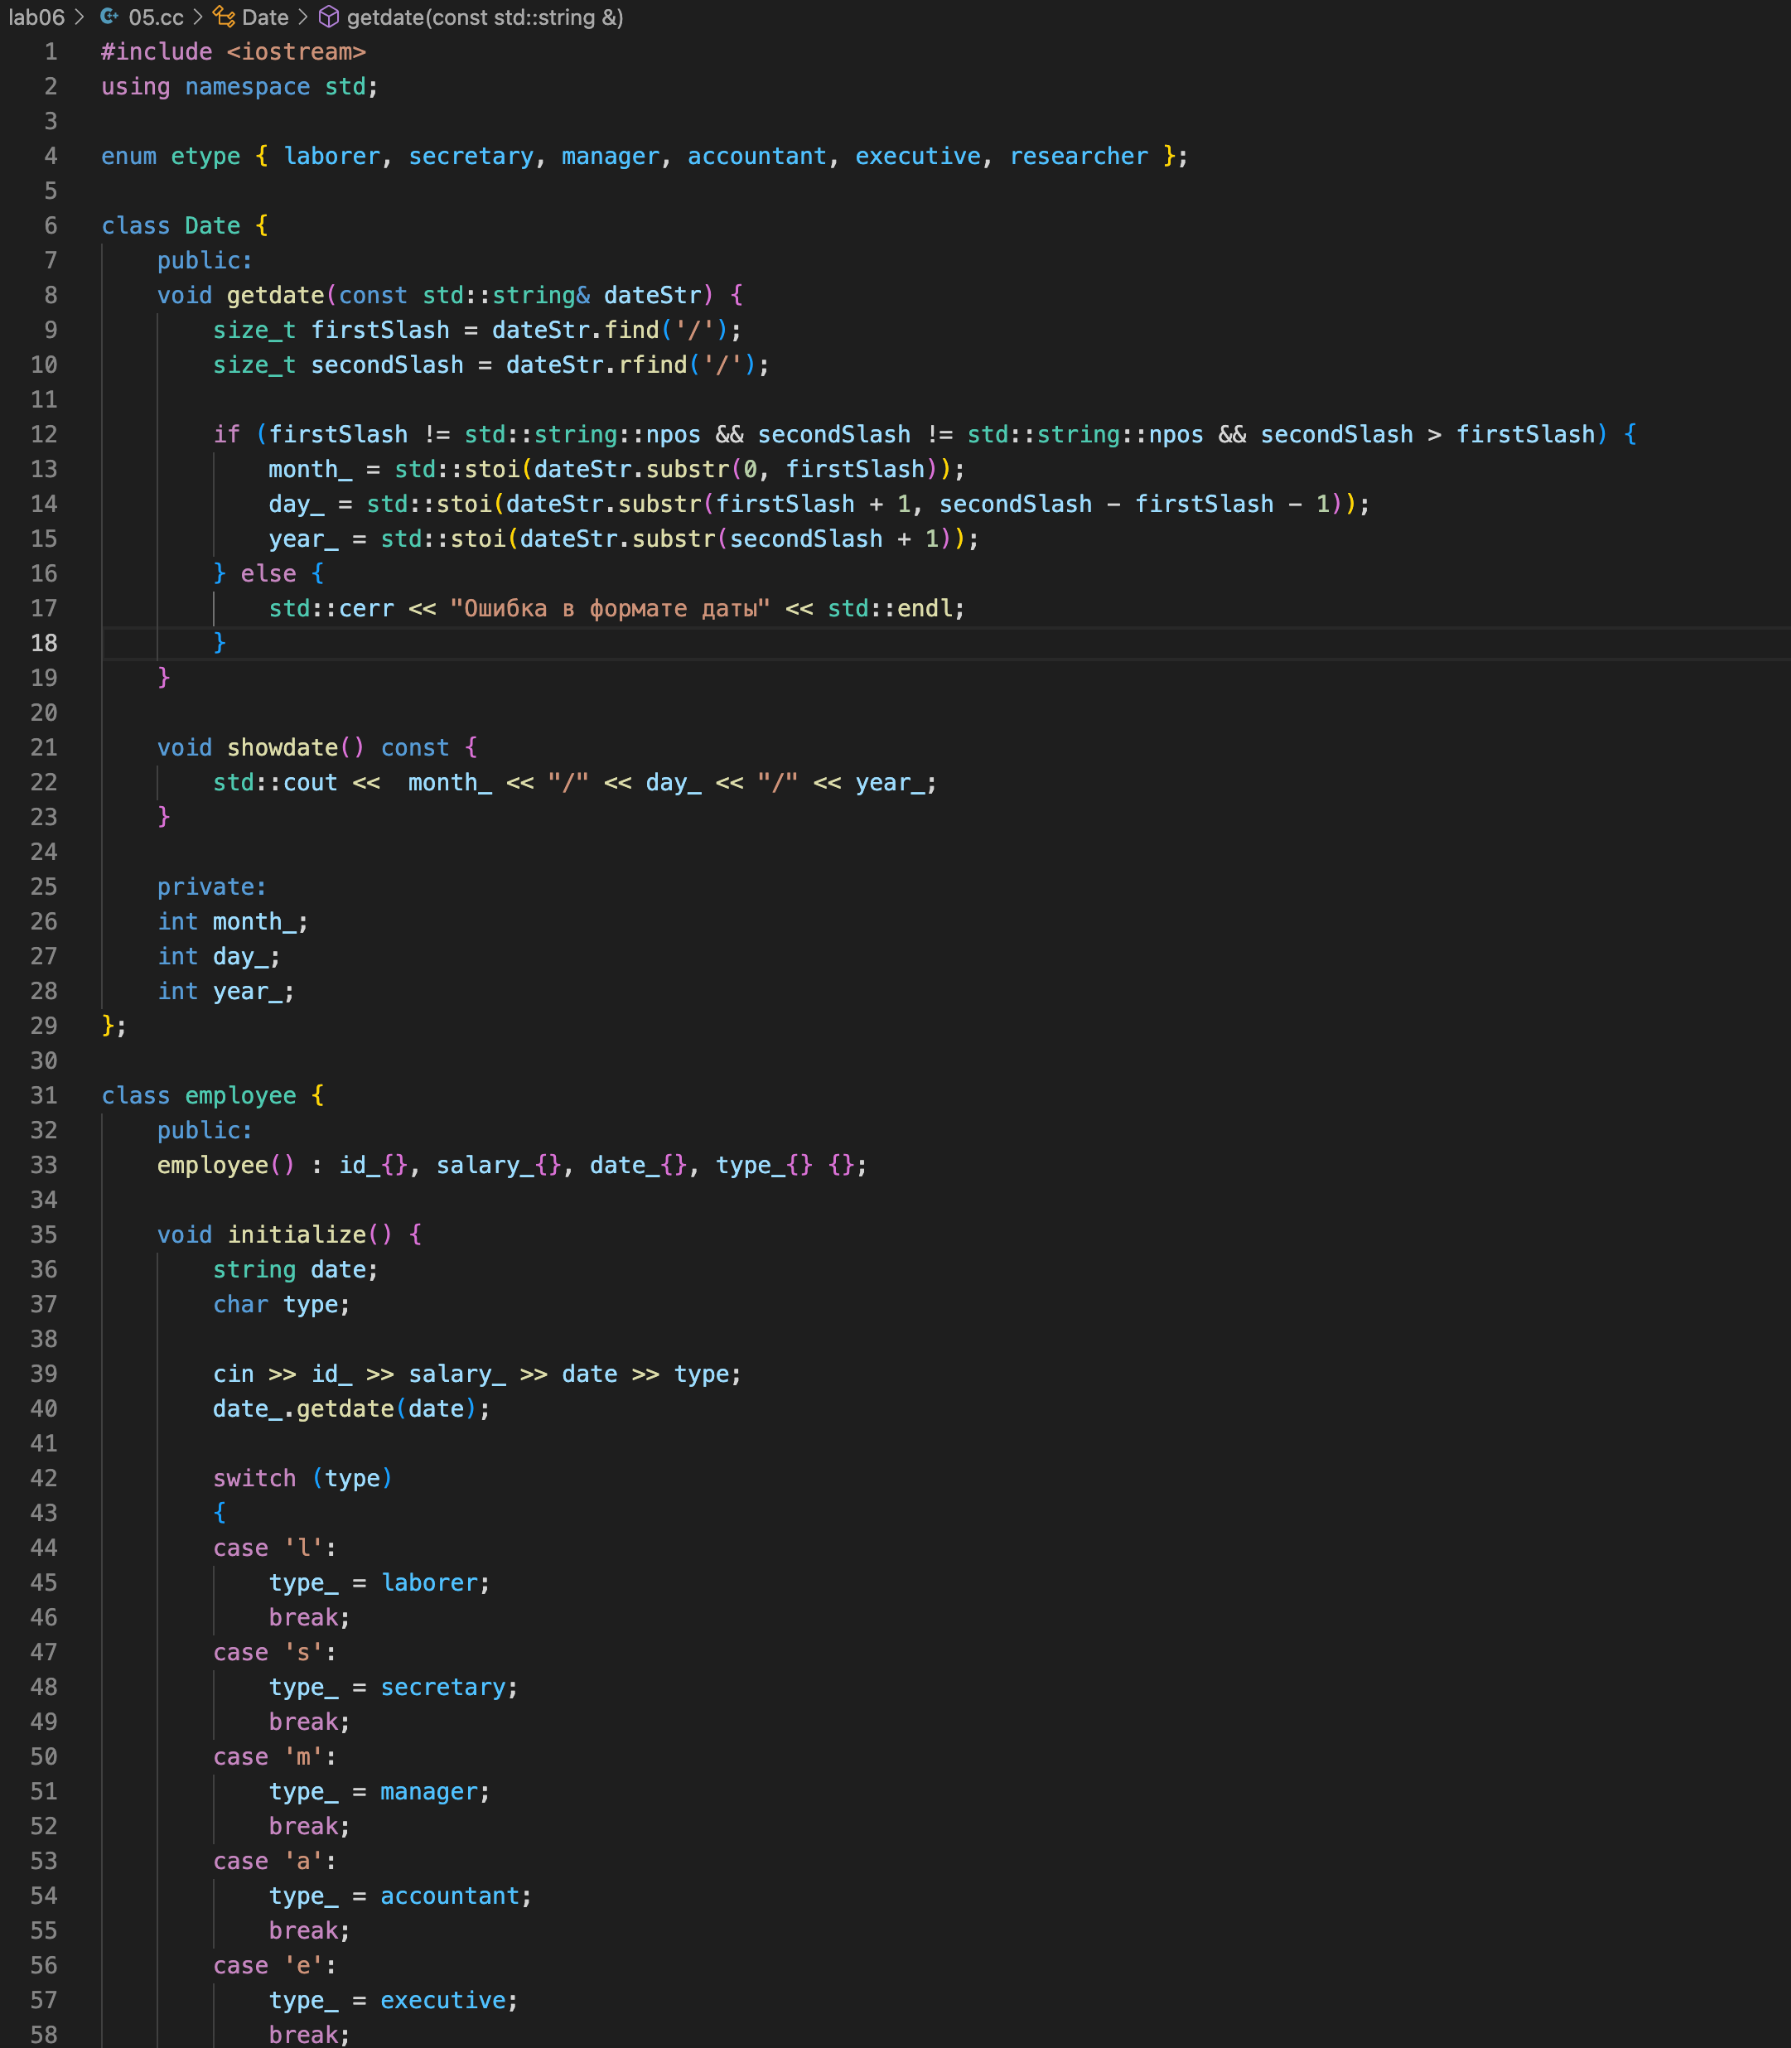 lab06 > 05.cc > Date > getdate(const std::string &)
1 #include <iostream>
2 using namespace std;
3
4 enum etype { laborer, secretary, manager, accountant, executive, researcher };
5
6 class Date {
7     public:
8     void getdate(const std::string& dateStr) {
9         size_t firstSlash = dateStr.find('/');
10         size_t secondSlash = dateStr.rfind('/');
11
12         if (firstSlash != std::string::npos && secondSlash != std::string::npos && secondSlash > firstSlash) {
13             month_ = std::stoi(dateStr.substr(0, firstSlash));
14             day_ = std::stoi(dateStr.substr(firstSlash + 1, secondSlash - firstSlash - 1));
15             year_ = std::stoi(dateStr.substr(secondSlash + 1));
16         } else {
17             std::cerr << "Ошибка в формате даты" << std::endl;
18         }
19     }
20
21     void showdate() const {
22         std::cout <<  month_ << "/" << day_ << "/" << year_;
23     }
24
25     private:
26     int month_;
27     int day_;
28     int year_;
29 };
30
31 class employee {
32     public:
33     employee() : id_{}, salary_{}, date_{}, type_{} {};
34
35     void initialize() {
36         string date;
37         char type;
38
39         cin >> id_ >> salary_ >> date >> type;
40         date_.getdate(date);
41
42         switch (type)
43         {
44         case 'l':
45             type_ = laborer;
46             break;
47         case 's':
48             type_ = secretary;
49             break;
50         case 'm':
51             type_ = manager;
52             break;
53         case 'a':
54             type_ = accountant;
55             break;
56         case 'e':
57             type_ = executive;
58             break;